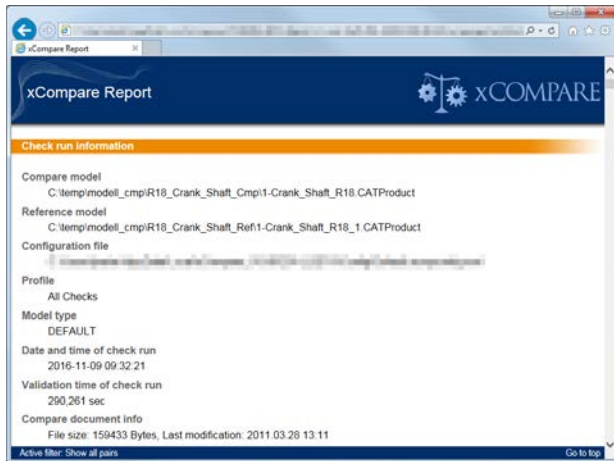 xCompare Report
xCompare Report
xCOMPARE
Check run information
Compare model
C:\temp\modell_cmp\R18_Crank_Shaft_Cmp\1-Crank_Shaft_R18.CATProduct
Reference model
C:\temp\modell_cmp\R18_Crank_Shaft_Ref\1-Crank_Shaft_R18_1.CATProduct
Configuration file
Profile
All Checks
Model type
DEFAULT
Date and time of check run
2016-11-09 09:32:21
Validation time of check run
290,261 sec
Compare document info
File size: 159433 Bytes, Last modification: 2011.03.28 13:11
Active filter: Show all pairs
Go to top